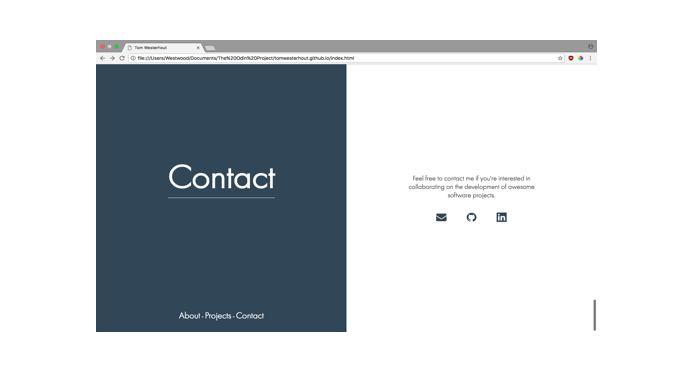 Tom Westerhout
file:///Users/Westwood/Documents/The%20Odin%20Project/tomwesterhout.github.io/index.html
Contact
Feel free to contact me if you're interested in
collaborating on the development of awesome
software projects.
in
About - Projects - Contact